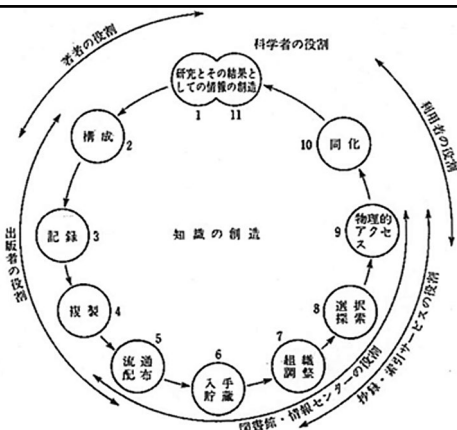 著者の役割
科学者の役割
研究とその結果と
しての情報の創造
1 11
構成
2
10
同化
利用者の役割
記録
3
知識の創造
9
物理的
アクセ
ス
出版者の役割
複製
4
8
選択
探索
5
流通
配布
6
入手
貯蔵
7
組織
調整
図書館・情報センターの役割
抄録・索引サービスの役割